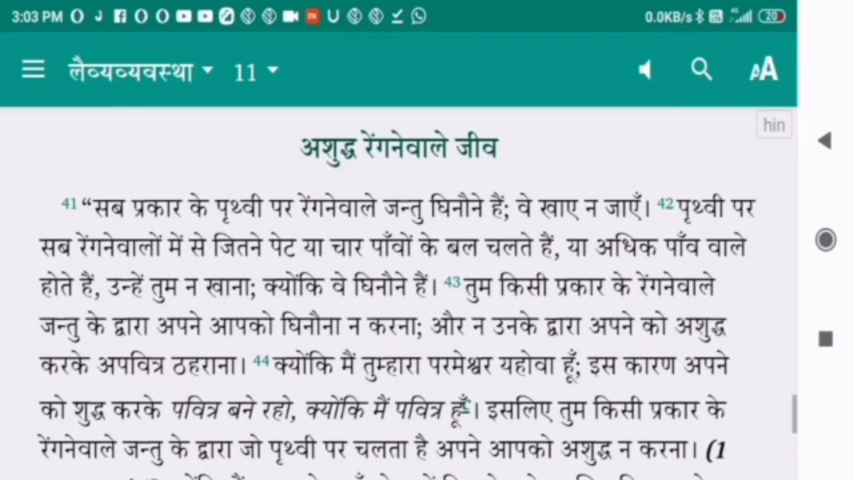 3:03 PM
0.0KB/s
20
लैव्यव्यवस्था 11
AA
hin
अशुद्ध रेंगनेवाले जीव
41 “सब प्रकार के पृथ्वी पर रेंगनेवाले जन्तु घिनौने हैं; वे खाए न जाएँ। 42 पृथ्वी पर
सब रेंगनेवालों में से जितने पेट या चार पाँवों के बल चलते हैं, या अधिक पाँव वाले
होते हैं, उन्हें तुम न खाना; क्योंकि वे घिनौने हैं। 43 तुम किसी प्रकार के रेंगनेवाले
जन्तु के द्वारा अपने आपको घिनौना न करना; और न उनके द्वारा अपने को अशुद्ध
करके अपवित्र ठहराना। 44 क्योंकि मैं तुम्हारा परमेश्वर यहोवा हूँ; इस कारण अपने
को शुद्ध करके पवित्र बने रहो, क्योंकि मैं पवित्र हूँ। इसलिए तुम किसी प्रकार के
रेंगनेवाले जन्तु के द्वारा जो पृथ्वी पर चलता है अपने आपको अशुद्ध न करना। (1